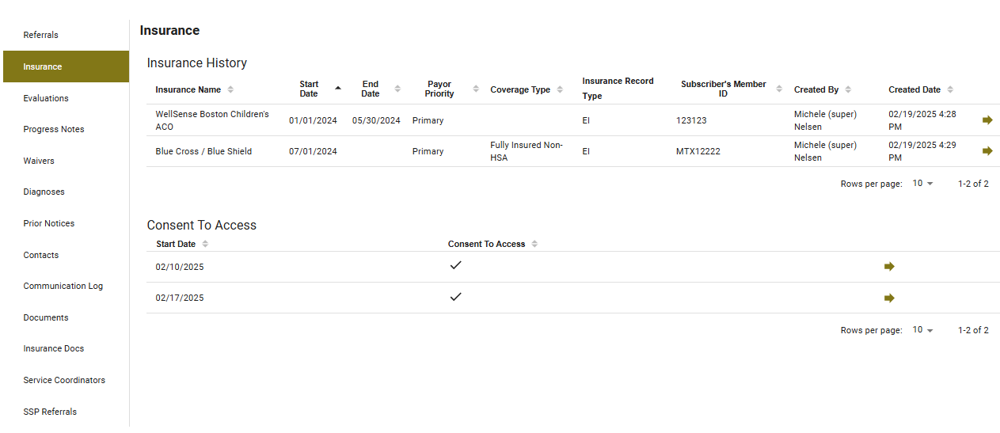 Insurance
Referrals
Insurance
Evaluations
Progress Notes
Waivers
Diagnoses
Prior Notices
Contacts
Communication Log
Documents
Insurance Docs
Service Coordinators
SSP Referrals
Insurance History
Insurance Name
Start
Date
End
Date
Payor
Priority
Coverage Type
Insurance Record
Type
Subscriber's Member
ID
Created By
Created Date
WellSense Boston Children's
ACO
01/01/2024
05/30/2024
Primary
EI
123123
Michele (super)
Nelsen
02/19/2025 4:28
PM
Blue Cross / Blue Shield
07/01/2024
Primary
Fully Insured Non-
HSA
EI
MTX12222
Michele (super)
Nelsen
02/19/2025 4:29
PM
Rows per page: 10 1-2 of 2
Consent To Access
Start Date
Consent To Access
02/10/2025
02/17/2025
Rows per page: 10 1-2 of 2